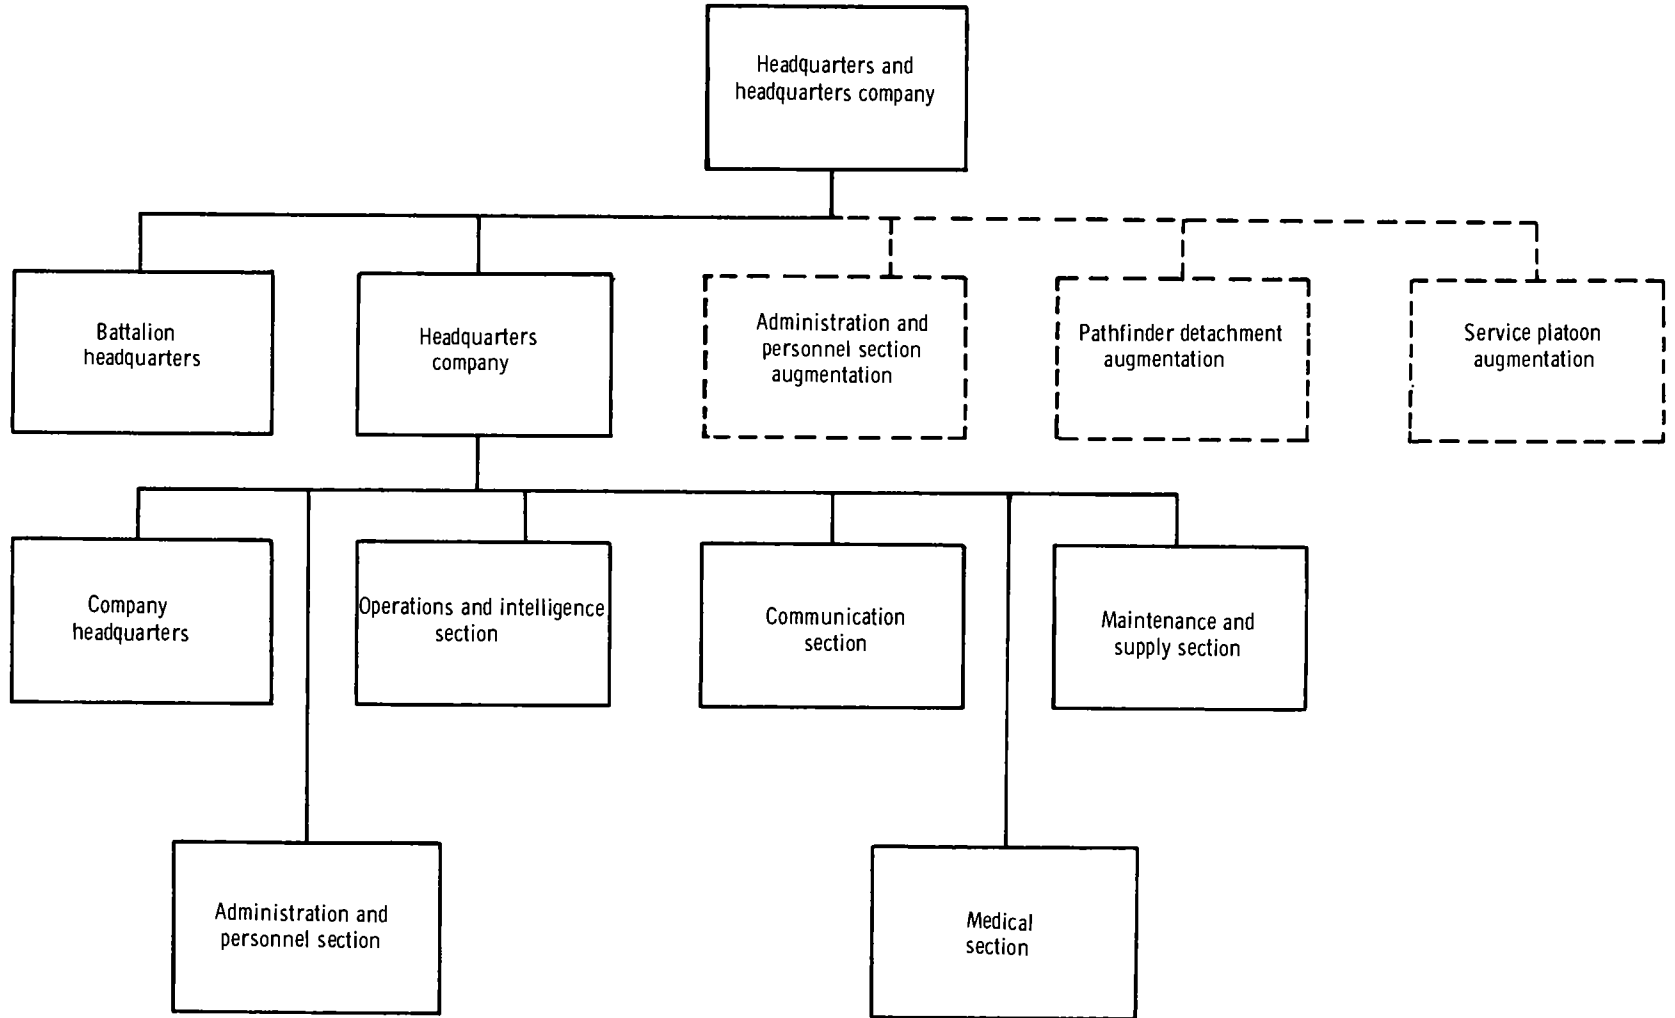 Headquarters and
headquarters company
Battalion
headquarters
Headquarters
company
Administration and
personnel section
augmentation
Pathfinder detachment
augmentation
Service platoon
augmentation
Company
headquarters
Operations and intelligence
section
Communication
section
Maintenance and
supply section
Administration and
personnel section
Medical
section